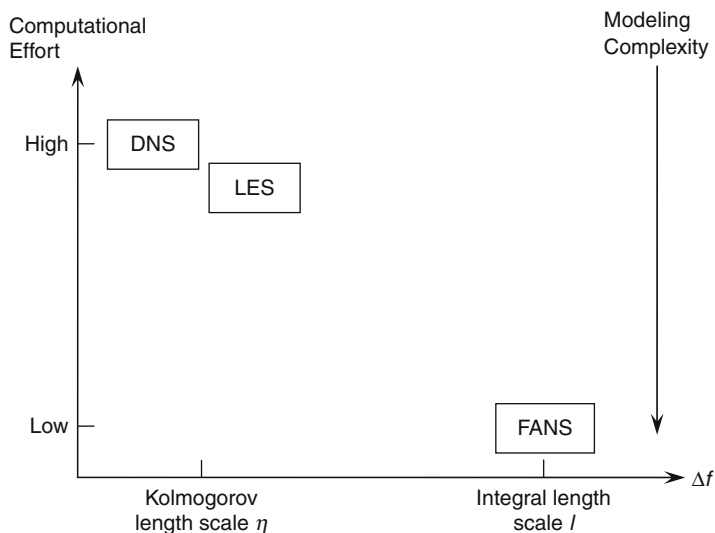 Computational
Effort
Modeling
Complexity
High
DNS
LES
Low
FANS
Δf
Kolmogorov
length scale η
Integral length
scale l